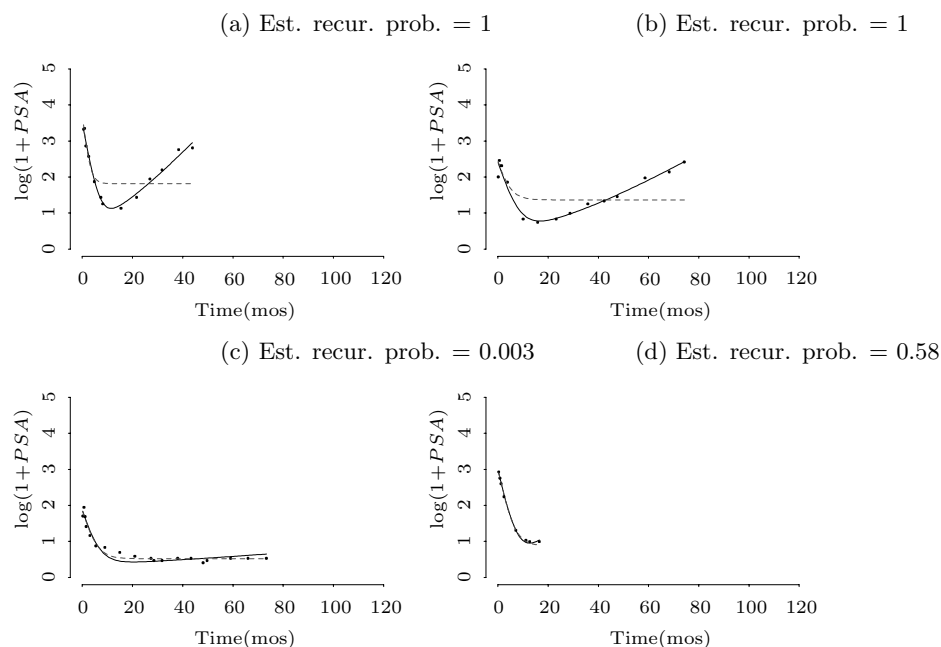 (a) Est. recur. prob. = 1
(b) Est. recur. prob. = 1
log(1+PSA)
0 1 2 3 4 5
0 20 40 60 80 100 120
Time(mos)
log(1+PSA)
0 1 2 3 4 5
0 20 40 60 80 100 120
Time(mos)
(c) Est. recur. prob. = 0.003
(d) Est. recur. prob. = 0.58
log(1+PSA)
0 1 2 3 4 5
0 20 40 60 80 100 120
Time(mos)
log(1+PSA)
0 1 2 3 4 5
0 20 40 60 80 100 120
Time(mos)